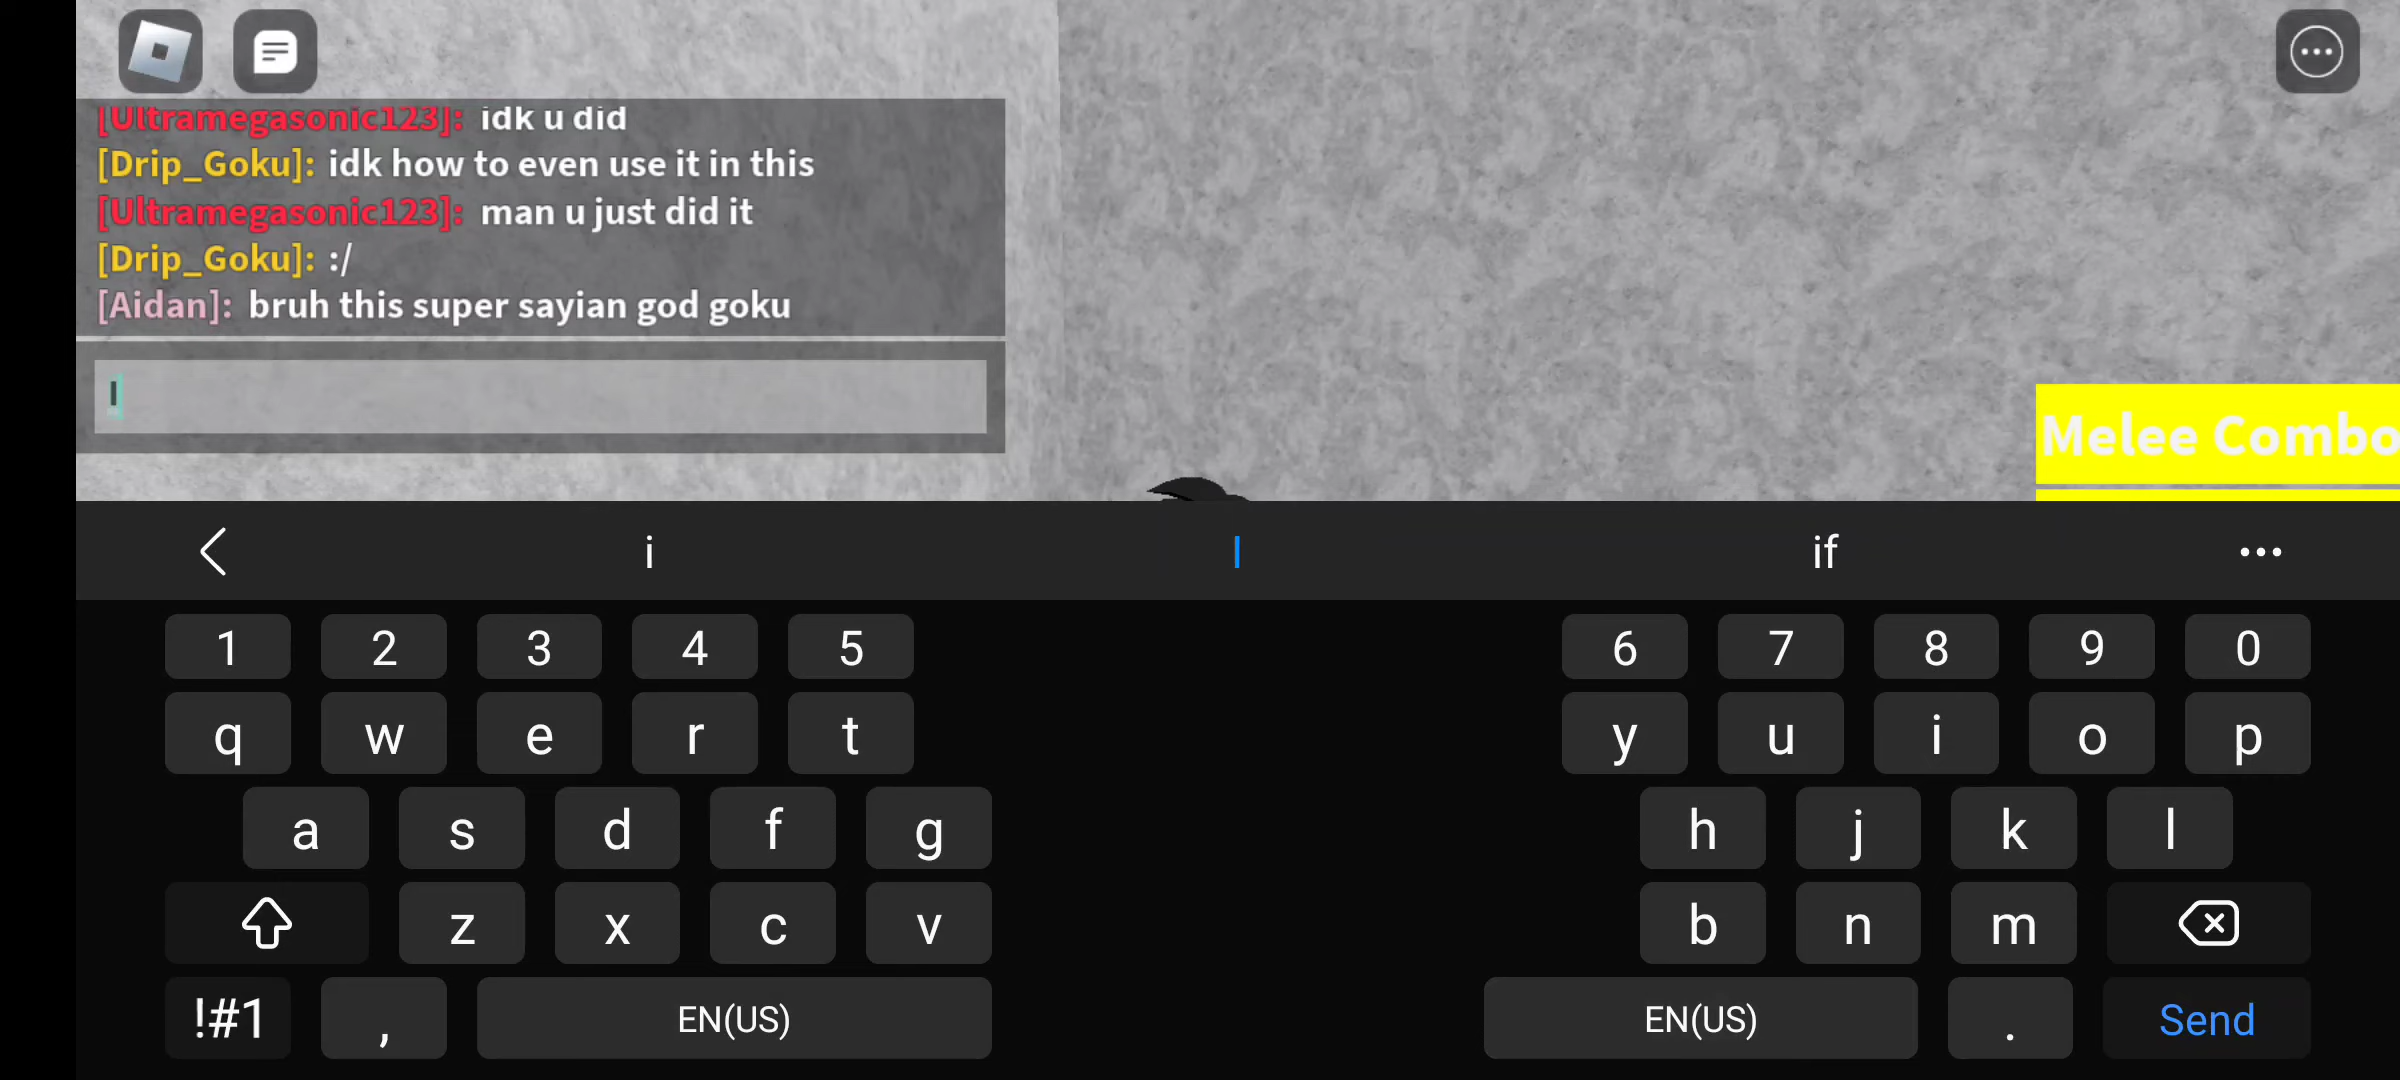 [Ultramegasonic123]: idk u did
[Drip_Goku]: idk how to even use it in this
[Ultramegasonic123]: man u just did it
[Drip_Goku]: :/
[Aidan]: bruh this super sayian god goku
I
Melee Combo
i I if ...
1 2 3 4 5 6 7 8 9 0
q w e r t y u i o p
a s d f g h j k l
z x c v b n m
!#1 , EN(US) EN(US) . Send